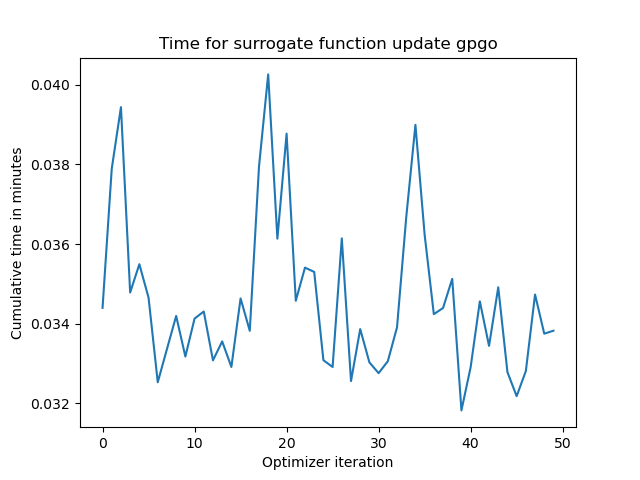 Time for surrogate function update gpgo
Cumulative time in minutes
0.040
0.038
0.036
0.034
0.032
0 10 20 30 40 50
Optimizer iteration